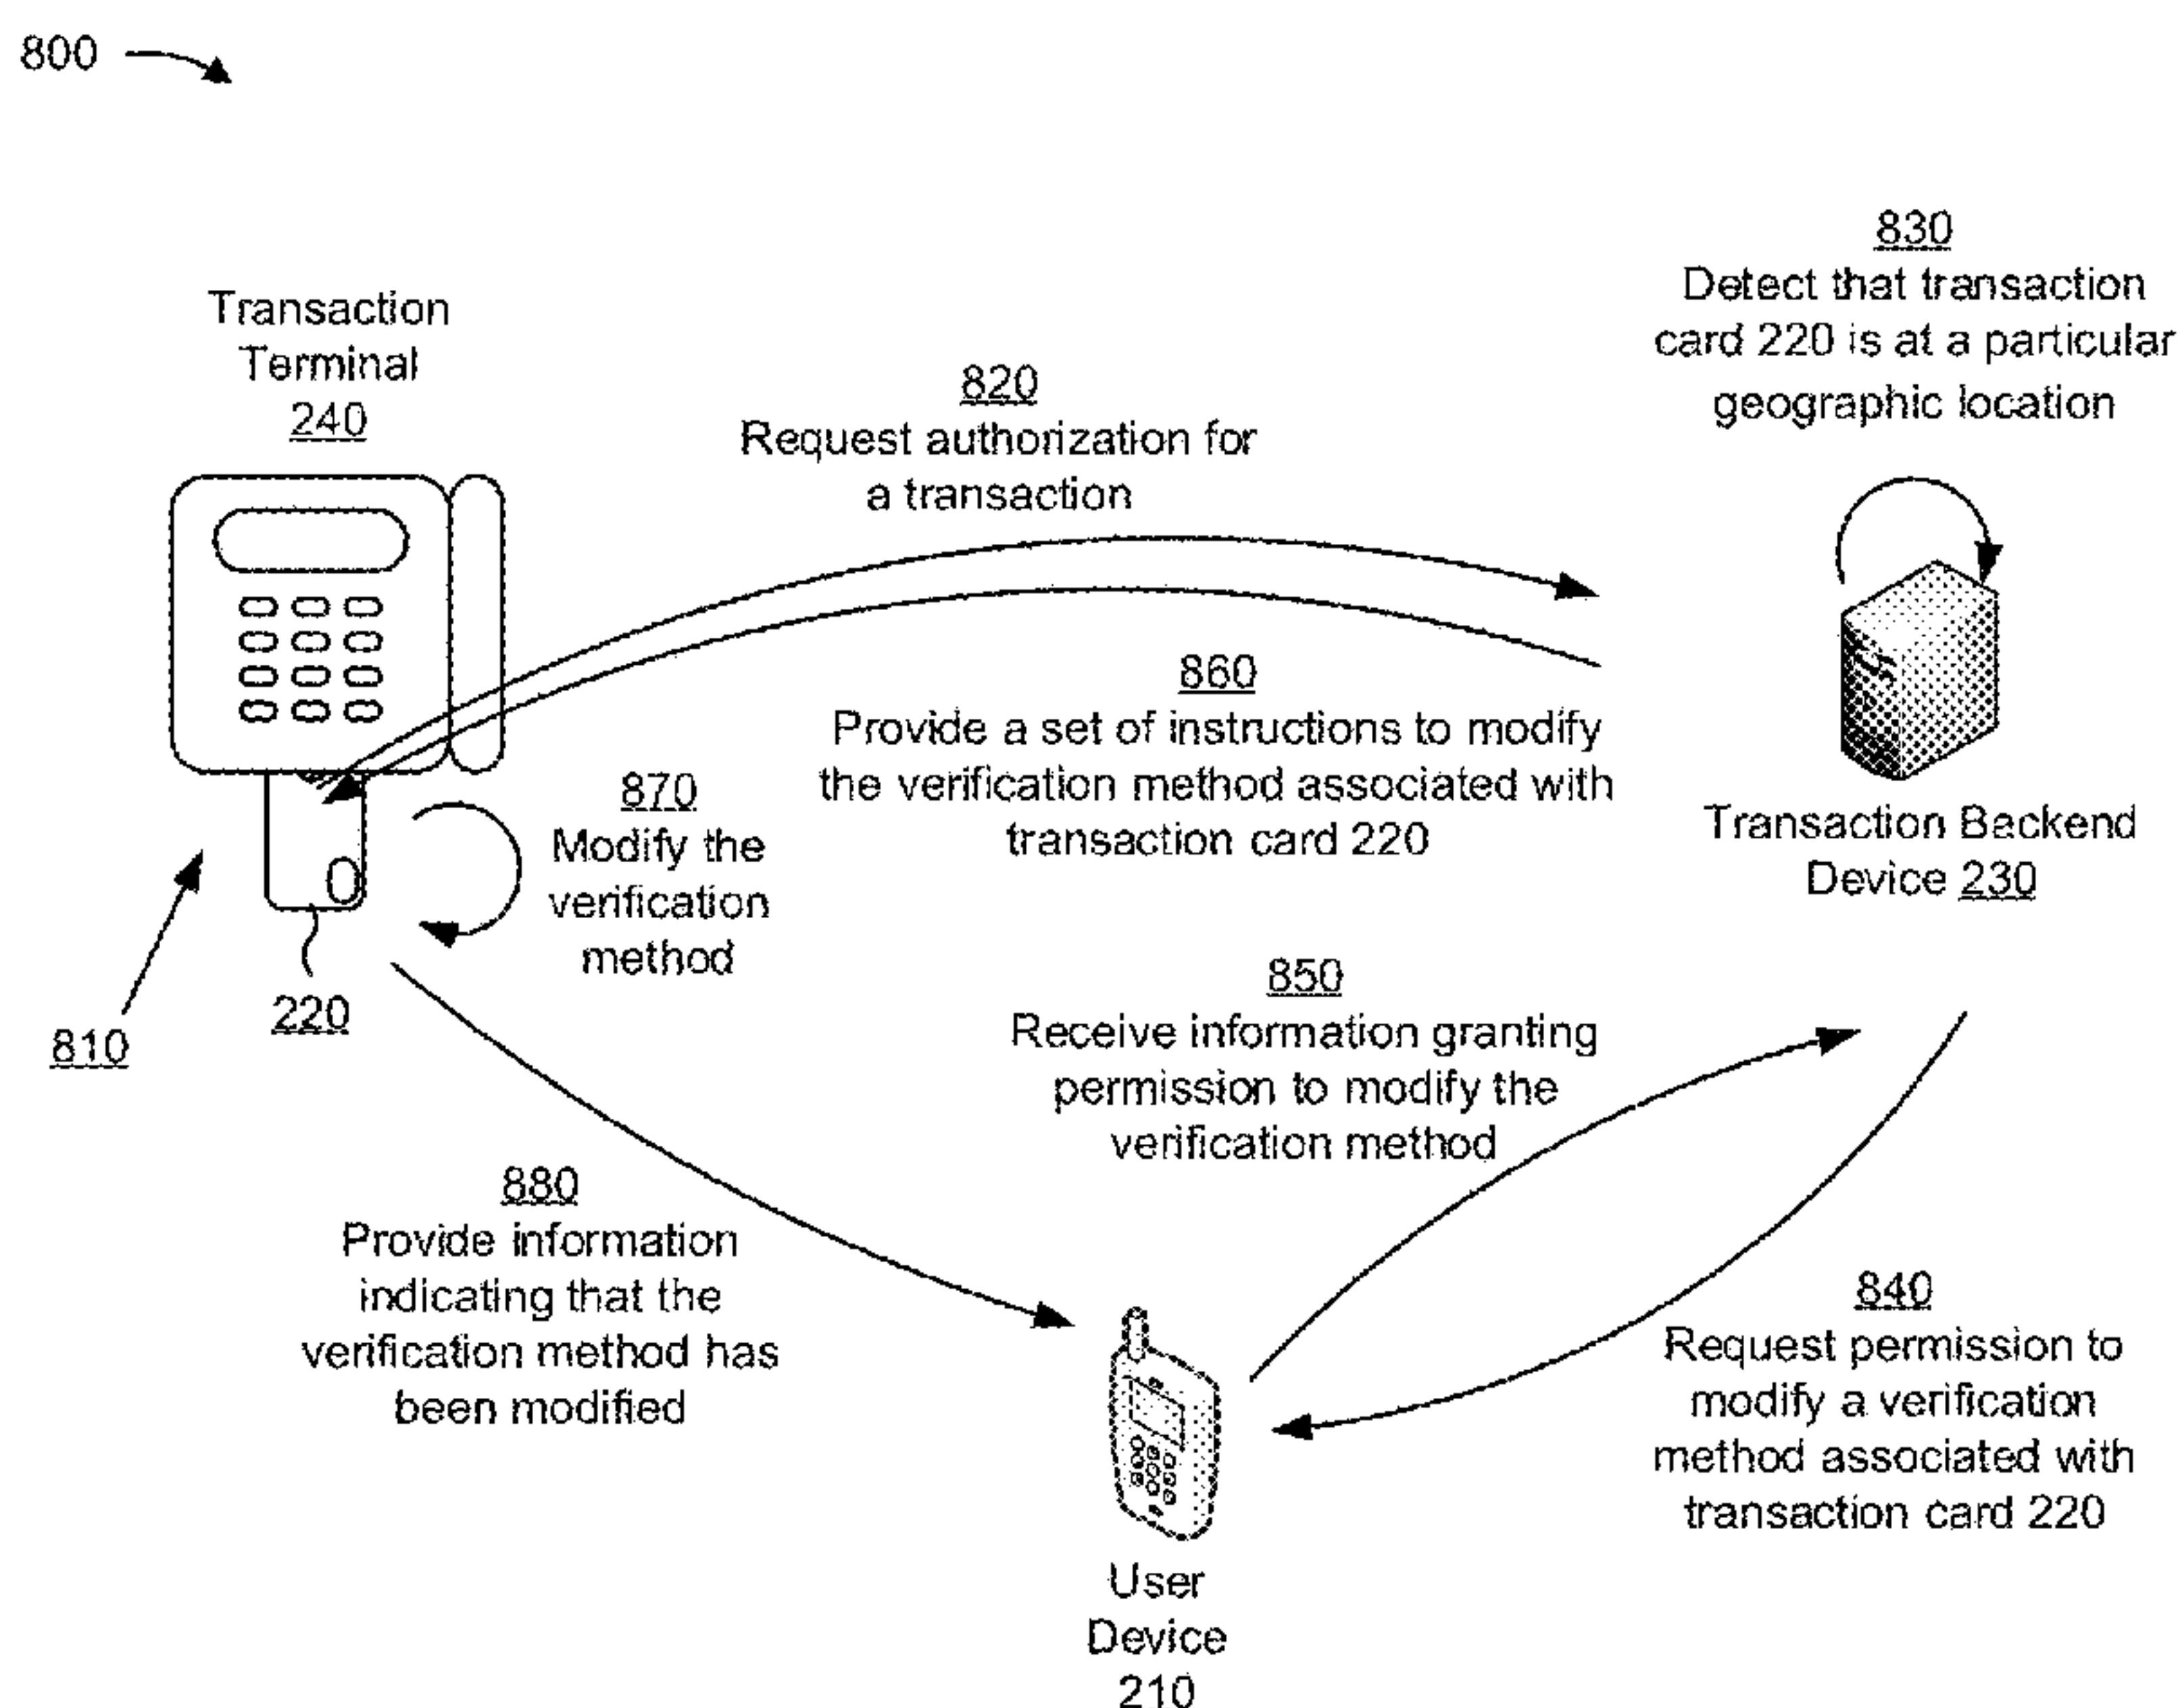 800
Transaction
Terminal
240
820
Request authorization for
a transaction
830
Detect that transaction
card 220 is at a particular
geographic location
860
Provide a set of instructions to modify
the verification method associated with
transaction card 220
Transaction Backend
Device 230
870
Modify the
verification
method
220
810
850
Receive information granting
permission to modify the
verification method
880
Provide information
indicating that the
verification method has
been modified
840
Request permission to
modify a verification
method associated with
transaction card 220
User
Device
210